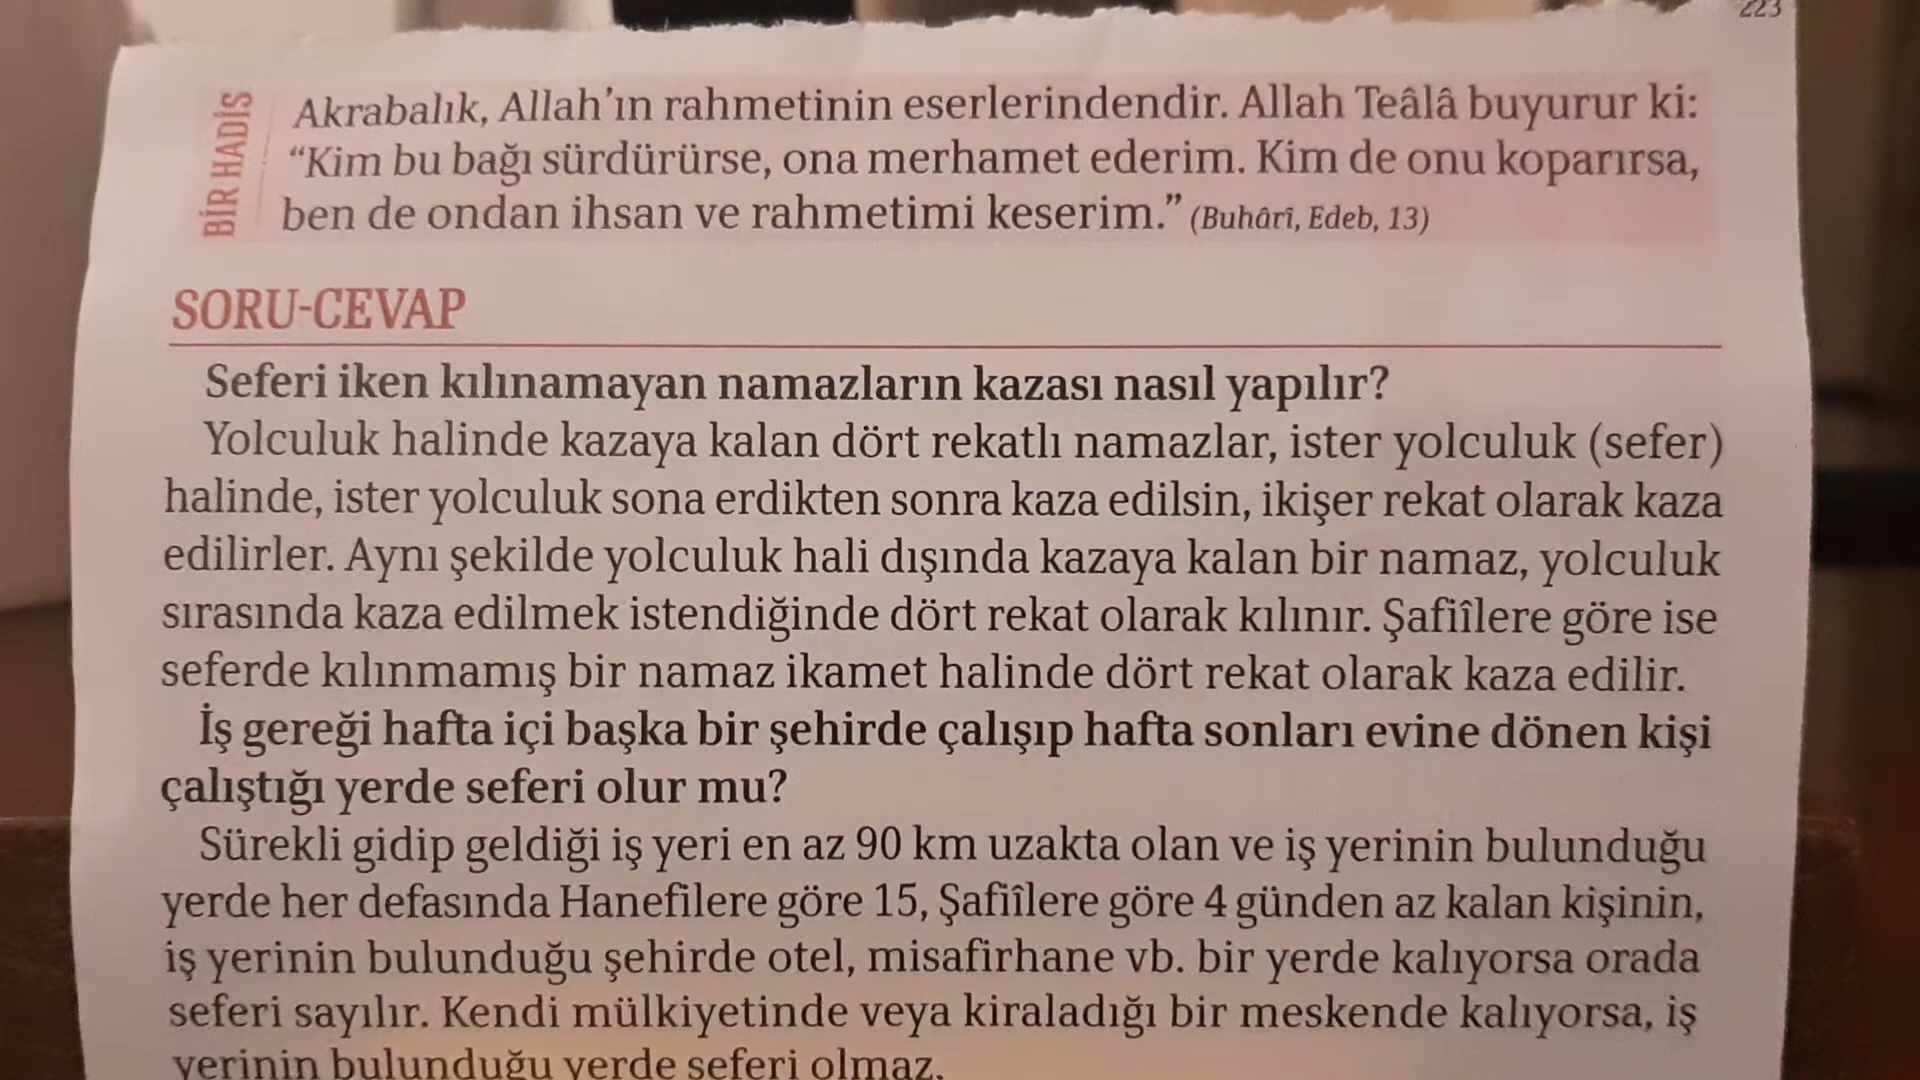 223
BİR HADİS
Akrabalık, Allah’ın rahmetinin eserlerindendir. Allah Teâlâ buyurur ki:
“Kim bu bağı sürdürürse, ona merhamet ederim. Kim de onu koparırsa,
ben de ondan ihsan ve rahmetimi keserim.” (Buhârî, Edeb, 13)
SORU-CEVAP
Seferi iken kılınamayan namazların kazası nasıl yapılır?
Yolculuk halinde kazaya kalan dört rekatlı namazlar, ister yolculuk (sefer)
halinde, ister yolculuk sona erdikten sonra kaza edilsin, ikişer rekat olarak kaza
edilirler. Aynı şekilde yolculuk hali dışında kazaya kalan bir namaz, yolculuk
sırasında kaza edilmek istendiğinde dört rekat olarak kılınır. Şafiîlere göre ise
seferde kılınmamış bir namaz ikamet halinde dört rekat olarak kaza edilir.
İş gereği hafta içi başka bir şehirde çalışıp hafta sonları evine dönen kişi
çalıştığı yerde seferi olur mu?
Sürekli gidip geldiği iş yeri en az 90 km uzakta olan ve iş yerinin bulunduğu
yerde her defasında Hanefilere göre 15, Şafiîlere göre 4 günden az kalan kişinin,
iş yerinin bulunduğu şehirde otel, misafirhane vb. bir yerde kalıyorsa orada
seferi sayılır. Kendi mülkiyetinde veya kiraladığı bir meskende kalıyorsa, iş
yerinin bulunduğu yerde seferi olmaz.